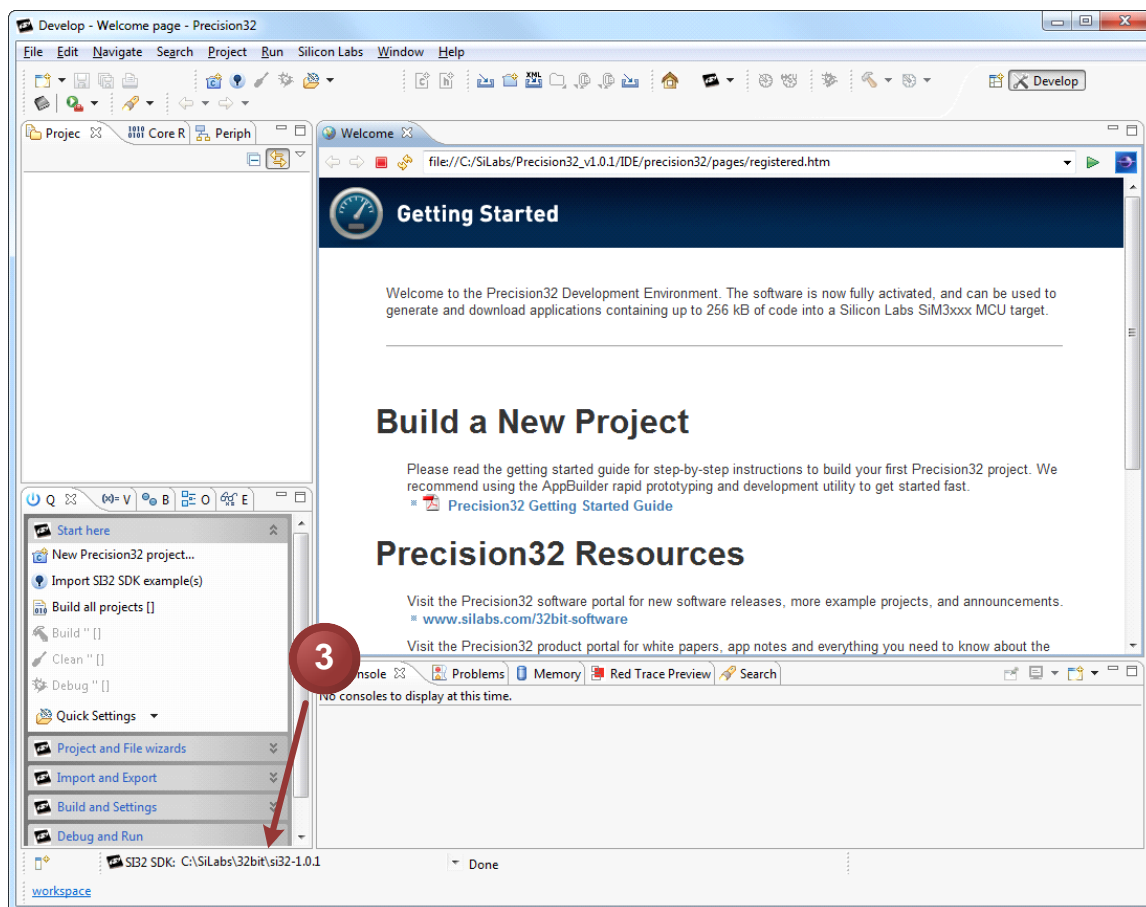 Develop - Welcome page - Precision32
File Edit Navigate Search Project Run Silicon Labs Window Help
Develop
Projec Core R Periph
Welcome
file://C:/SiLabs/Precision32_v1.0.1/IDE/precision32/pages/registered.htm
Getting Started
Welcome to the Precision32 Development Environment. The software is now fully activated, and can be used to
generate and download applications containing up to 256 kB of code into a Silicon Labs SiM3xxx MCU target.
Build a New Project
Please read the getting started guide for step-by-step instructions to build your first Precision32 project. We
recommend using the AppBuilder rapid prototyping and development utility to get started fast.
Precision32 Getting Started Guide
Precision32 Resources
Visit the Precision32 software portal for new software releases, more example projects, and announcements.
www.silabs.com/32bit-software
Visit the Precision32 product portal for white papers, app notes and everything you need to know about the
Q (x)= V B O E
Start here
New Precision32 project...
Import SI32 SDK example(s)
Build all projects []
Build '' []
Clean '' []
Debug '' []
Quick Settings
Project and File wizards
Import and Export
Build and Settings
Debug and Run
3
nsole Problems Memory Red Trace Preview Search
No consoles to display at this time.
SI32 SDK: C:\SiLabs\32bit\si32-1.0.1
Done
workspace